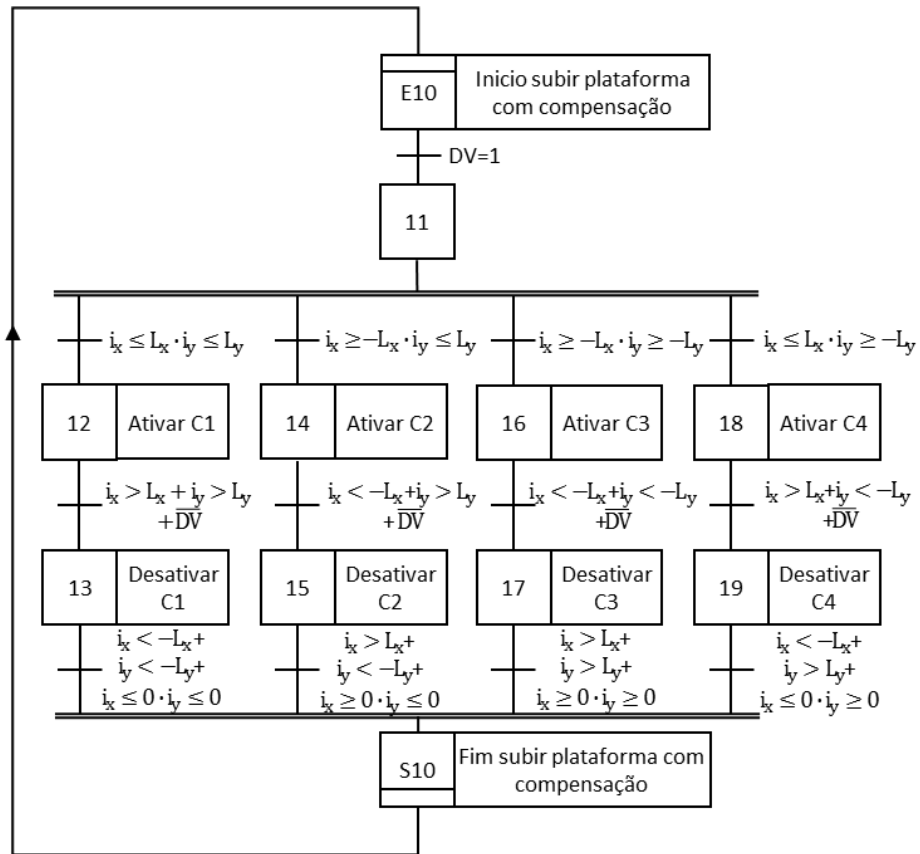 E10
Inicio subir plataforma
com compensação
DV=1
11
iₓ ≤ Lₓ · i_y ≤ L_y
iₓ ≥ −Lₓ · i_y ≤ L_y
iₓ ≥ −Lₓ · i_y ≥ −L_y
iₓ ≤ Lₓ · i_y ≥ −L_y
12
Ativar C1
14
Ativar C2
16
Ativar C3
18
Ativar C4
iₓ > Lₓ + i_y > L_y
+ D̅V̅
iₓ < −Lₓ+i_y > L_y
+ D̅V̅
iₓ < −Lₓ+i_y < −L_y
+D̅V̅
iₓ > Lₓ+i_y < −L_y
+D̅V̅
13
Desativar
C1
15
Desativar
C2
17
Desativar
C3
19
Desativar
C4
iₓ < −Lₓ+
i_y < −L_y+
iₓ ≤ 0 · i_y ≤ 0
iₓ > Lₓ+
i_y < −L_y+
iₓ ≥ 0 · i_y ≤ 0
iₓ > Lₓ+
i_y > L_y+
iₓ ≥ 0 · i_y ≥ 0
iₓ < −Lₓ+
i_y > L_y+
iₓ ≤ 0 · i_y ≥ 0
S10
Fim subir plataforma com
compensação